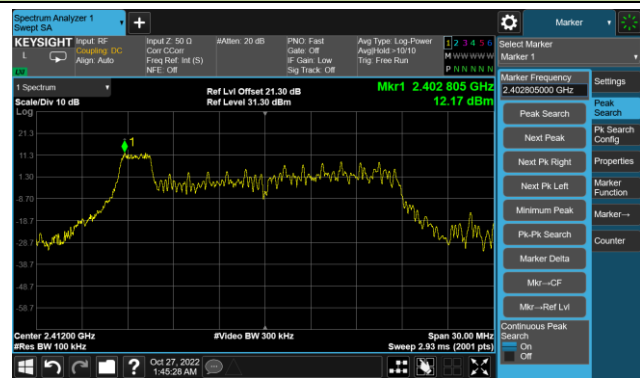 Spectrum Analyzer 1
Swept SA
Marker
KEYSIGHT
L
Input: RF
Coupling: DC
Align: Auto
Input Z: 50 Ω
Corr CCorr
Freq Ref: Int (S)
NFE: Off
#Atten: 20 dB
PNO: Fast
Gate: Off
IF Gain: Low
Sig Track: Off
Avg Type: Log-Power
Avg|Hold:>10/10
Trig: Free Run
1 2 3 4 5 6
M W W W W W
P N N N N N
Select Marker
Marker 1
1 Spectrum
Scale/Div 10 dB
Log
Ref Lvl Offset 21.30 dB
Ref Level 31.30 dBm
Mkr1 2.402 805 GHz
12.17 dBm
21.3
11.3
1.30
-8.70
-18.7
-28.7
-38.7
-48.7
-58.7
1
Center 2.41200 GHz
#Res BW 100 kHz
#Video BW 300 kHz
Span 30.00 MHz
Sweep 2.93 ms (2001 pts)
Marker Frequency
2.402805000 GHz
Peak Search
Next Peak
Next Pk Right
Next Pk Left
Minimum Peak
Pk-Pk Search
Marker Delta
Mkr→CF
Mkr→Ref Lvl
Continuous Peak
Search
On
Off
Settings
Peak
Search
Pk Search
Config
Properties
Marker
Function
Marker→
Counter
?
Oct 27, 2022
1:45:28 AM